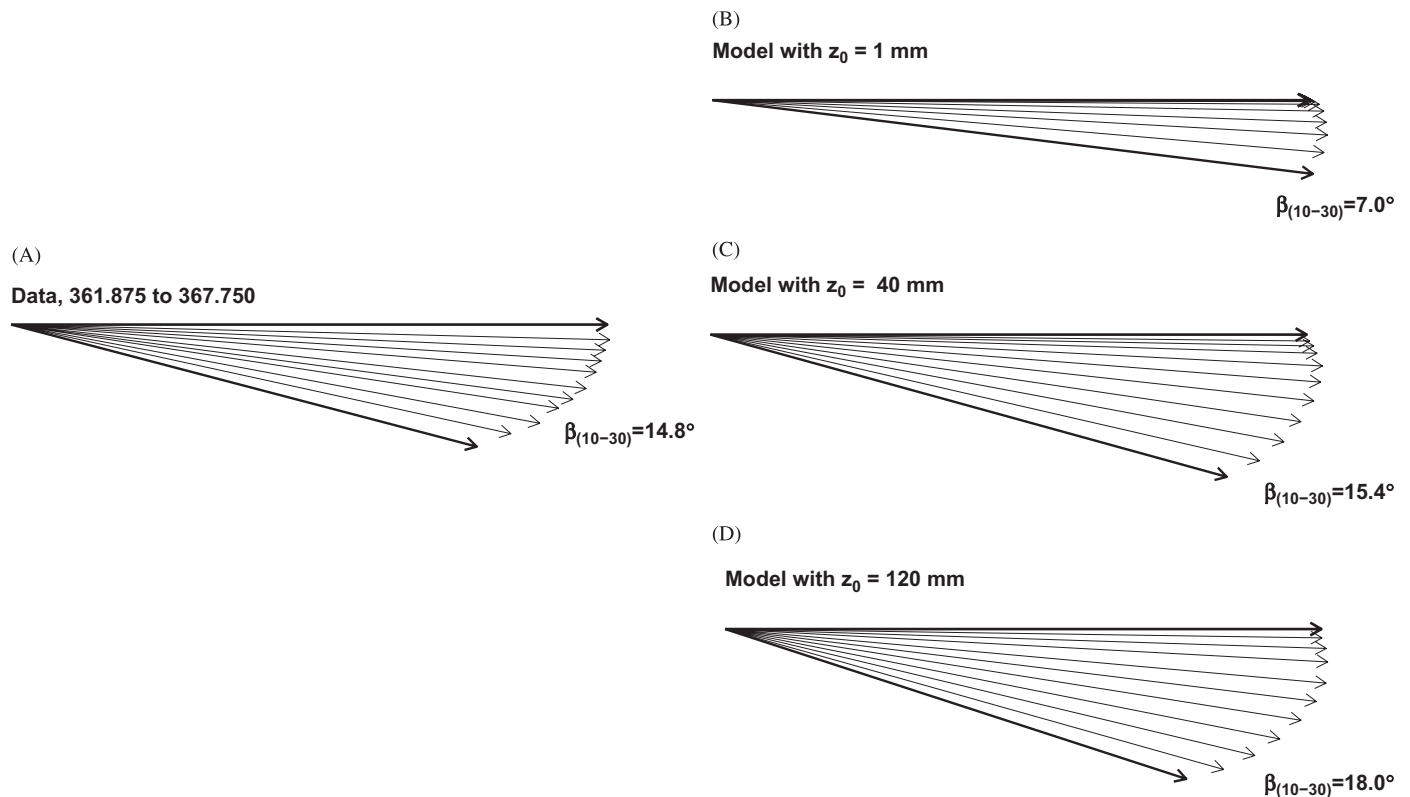 (A)
Data, 361.875 to 367.750
β(10−30)=14.8°
(B)
Model with z0 = 1 mm
β(10−30)=7.0°
(C)
Model with z0 = 40 mm
β(10−30)=15.4°
(D)
Model with z0 = 120 mm
β(10−30)=18.0°